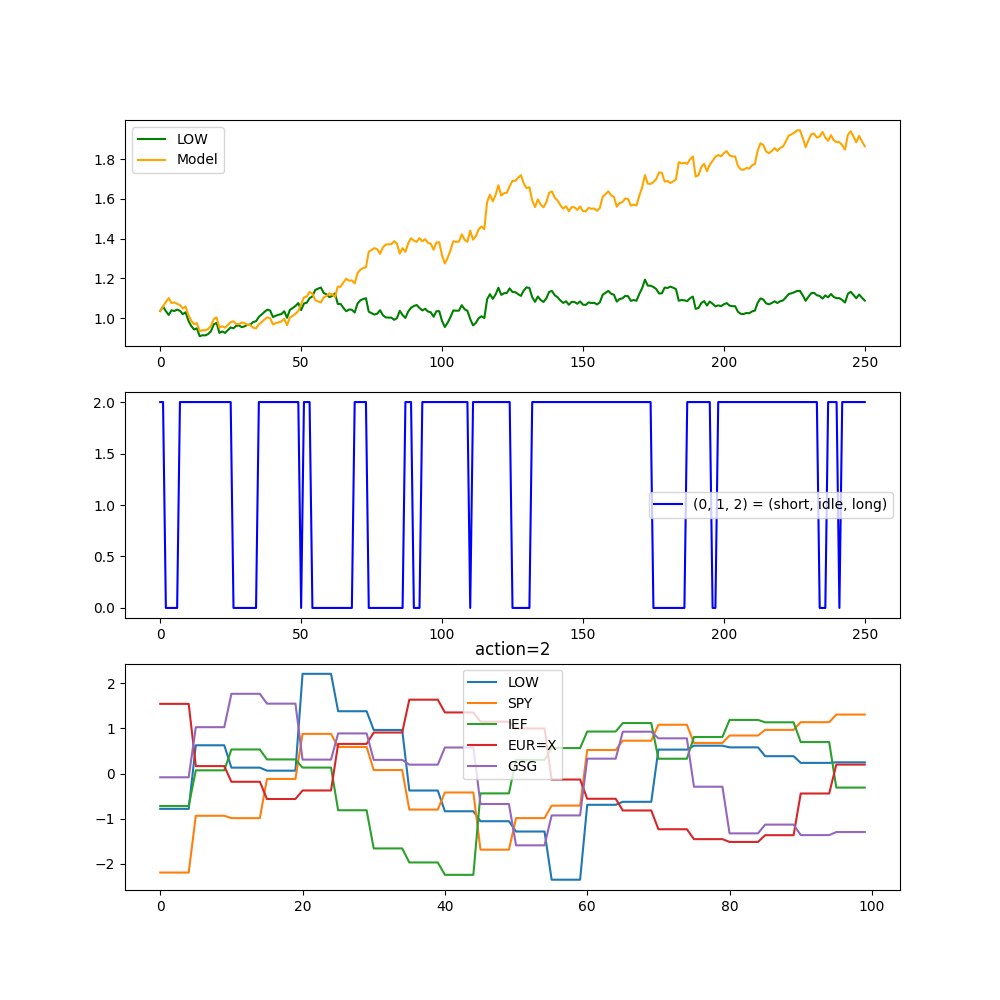 LOW
Model
1.8
1.6
1.4
1.2
1.0
0 50 100 150 200 250
2.0
1.5
1.0
0.5
0.0
(0, 1, 2) = (short, idle, long)
0 50 100 150 200 250
action=2
2
1
0
−1
−2
LOW
SPY
IEF
EUR=X
GSG
0 20 40 60 80 100